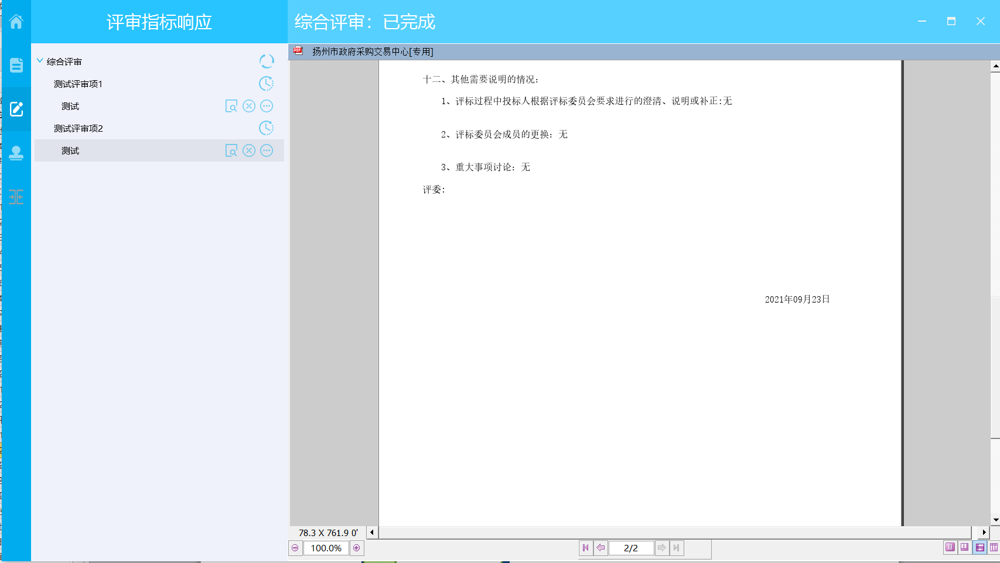 评审指标响应
综合评审：已完成
综合评审
测试评审项1
测试
测试评审项2
测试
扬州市政府采购交易中心[专用]
十二、其他需要说明的情况：
1、评标过程中投标人根据评标委员会要求进行的澄清、说明或补正:无
2、评标委员会成员的更换：无
3、重大事项讨论：无
评委：
2021年09月23日
78.3 X 761.9 0'
100.0%
2/2